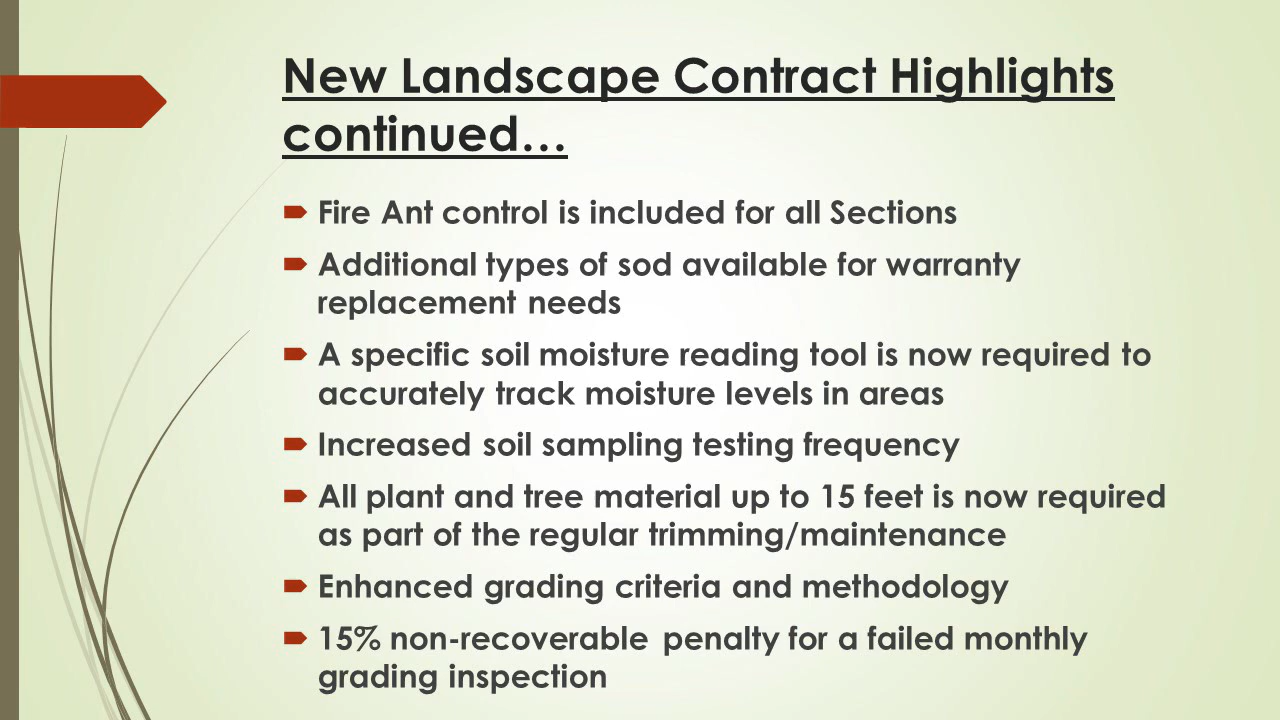 New Landscape Contract Highlights
continued…
Fire Ant control is included for all Sections
Additional types of sod available for warranty
replacement needs
A specific soil moisture reading tool is now required to
accurately track moisture levels in areas
Increased soil sampling testing frequency
All plant and tree material up to 15 feet is now required
as part of the regular trimming/maintenance
Enhanced grading criteria and methodology
15% non-recoverable penalty for a failed monthly
grading inspection